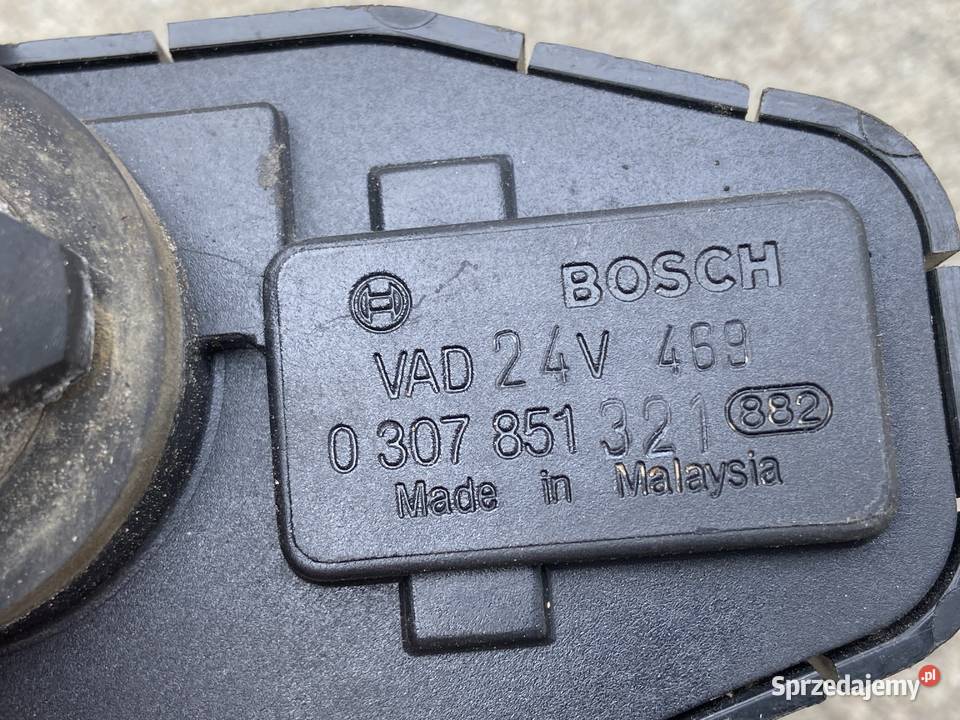 BOSCH
VAD 24V 469
0 307 851 321 882
Made in Malaysia
Sprzedajemy.pl